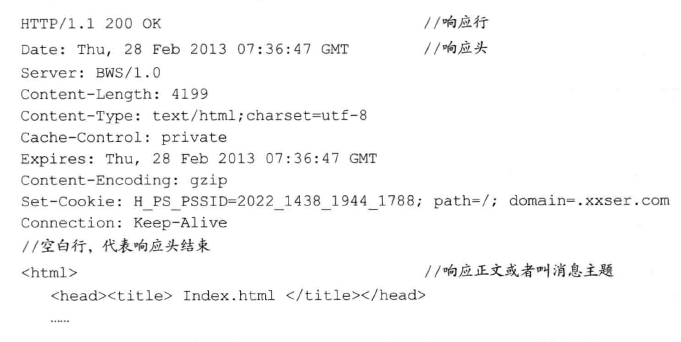 HTTP/1.1 200 OK //响应行
Date: Thu, 28 Feb 2013 07:36:47 GMT //响应头
Server: BWS/1.0
Content-Length: 4199
Content-Type: text/html;charset=utf-8
Cache-Control: private
Expires: Thu, 28 Feb 2013 07:36:47 GMT
Content-Encoding: gzip
Set-Cookie: H_PS_PSSID=2022_1438_1944_1788; path=/; domain=.xxser.com
Connection: Keep-Alive
//空白行，代表响应头结束
<html> //响应正文或者叫消息主题
<head><title> Index.html </title></head>
……